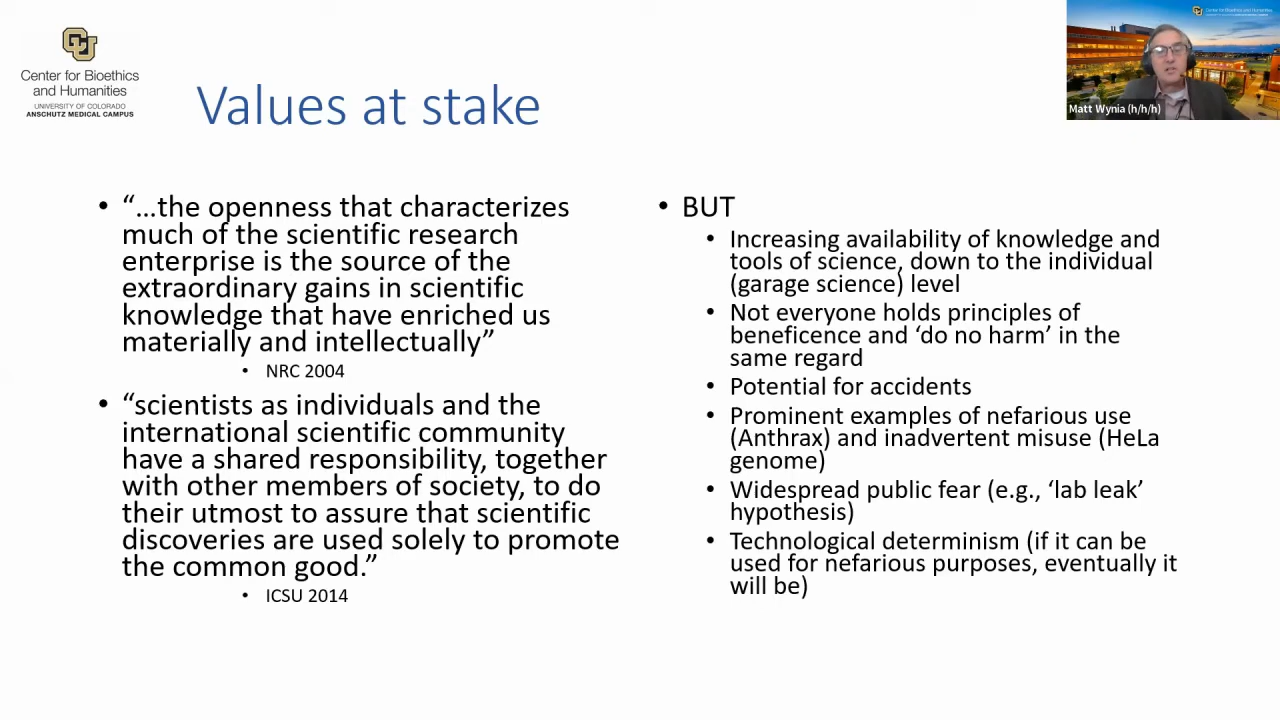 CU
Center for Bioethics
and Humanities
UNIVERSITY OF COLORADO
ANSCHUTZ MEDICAL CAMPUS
Values at stake
• “…the openness that characterizes
much of the scientific research
enterprise is the source of the
extraordinary gains in scientific
knowledge that have enriched us
materially and intellectually”
• NRC 2004
• “scientists as individuals and the
international scientific community
have a shared responsibility, together
with other members of society, to do
their utmost to assure that scientific
discoveries are used solely to promote
the common good.”
• ICSU 2014
• BUT
• Increasing availability of knowledge and
tools of science, down to the individual
(garage science) level
• Not everyone holds principles of
beneficence and ‘do no harm’ in the
same regard
• Potential for accidents
• Prominent examples of nefarious use
(Anthrax) and inadvertent misuse (HeLa
genome)
• Widespread public fear (e.g., ‘lab leak’
hypothesis)
• Technological determinism (if it can be
used for nefarious purposes, eventually it
will be)
Center for Bioethics and Humanities
Matt Wynia (h/h/h)